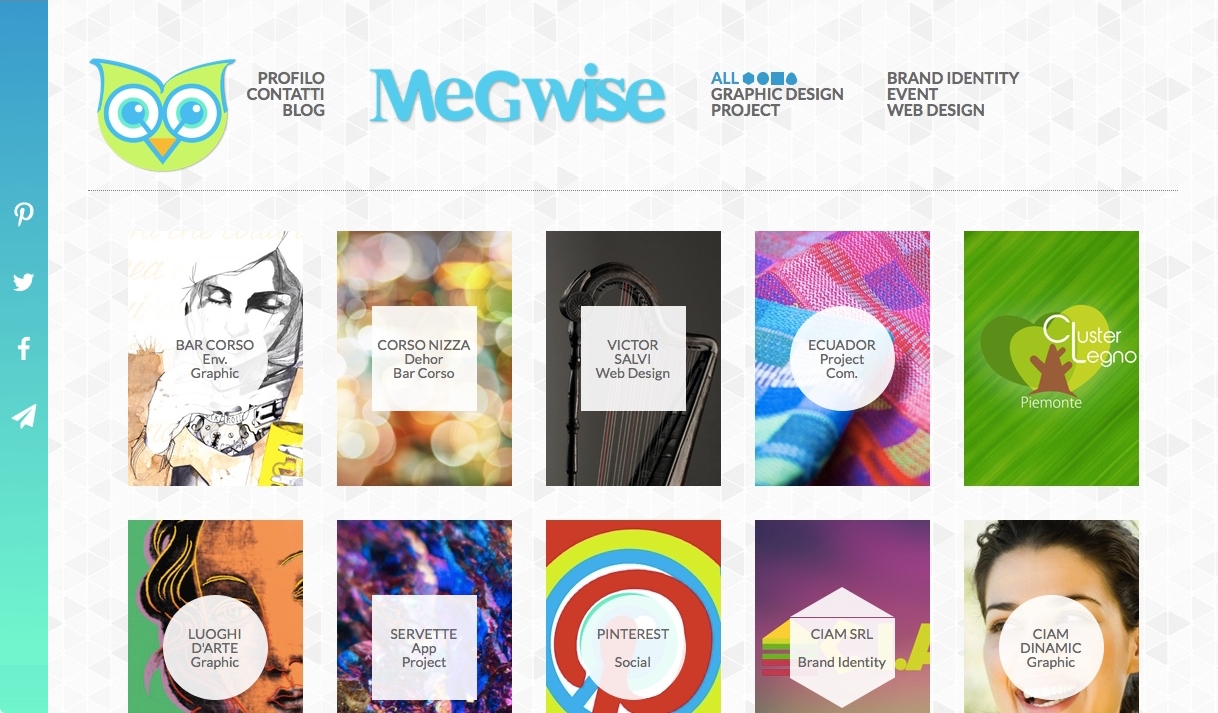 PROFILO
CONTATTI
BLOG
MeGwise
ALL
GRAPHIC DESIGN
PROJECT
BRAND IDENTITY
EVENT
WEB DESIGN
BAR CORSO
Env.
Graphic
CORSO NIZZA
Dehor
Bar Corso
VICTOR
SALVI
Web Design
ECUADOR
Project
Com.
Cluster
Legno
Piemonte
LUOGHI
D'ARTE
Graphic
SERVETTE
App
Project
PINTEREST
Social
CIAM SRL
Brand Identity
CIAM
DINAMIC
Graphic